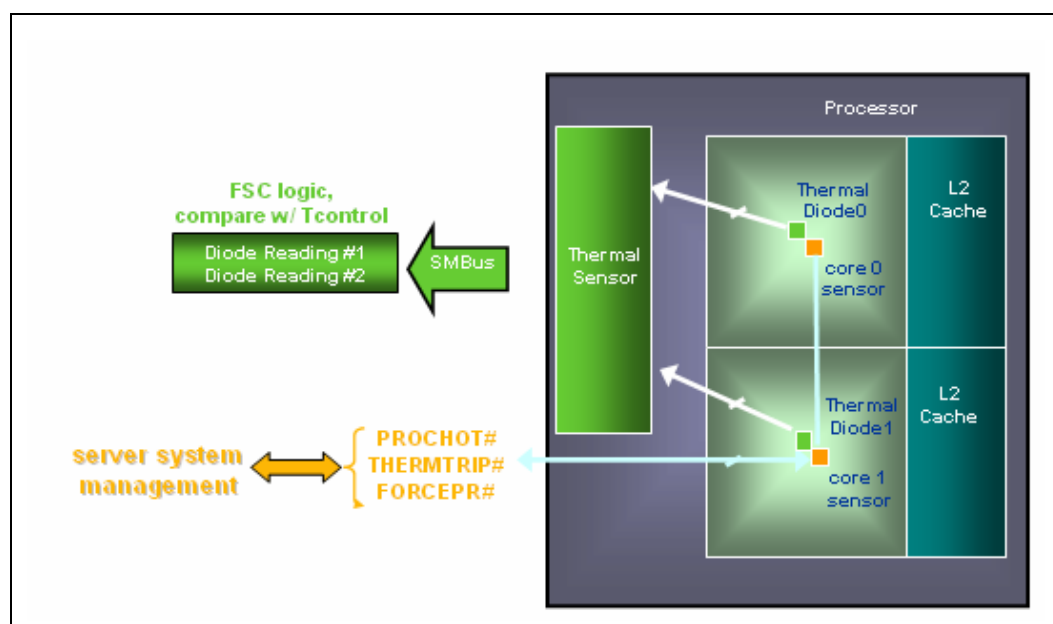 Processor
FSC logic,
compare w/ Tcontrol
Diode Reading #1
Diode Reading #2
SMBus
Thermal
Sensor
Thermal
Diode0
core 0
sensor
L2
Cache
Thermal
Diode1
core 1
sensor
L2
Cache
server system
management
PROCHOT#
THERMTRIP#
FORCEPR#